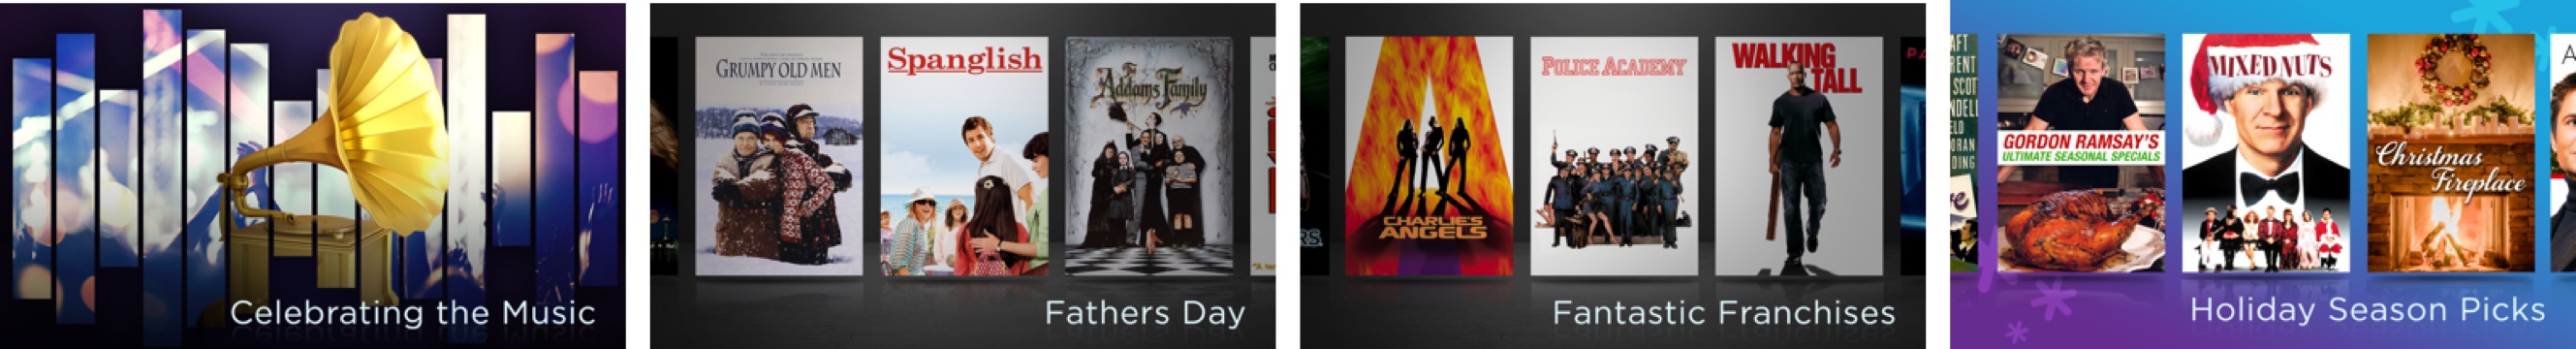 Celebrating the Music
GRUMPY OLD MEN
Spanglish
The
Addams Family
Fathers Day
CHARLIE'S
ANGELS
POLICE ACADEMY
WALKING
TALL
Fantastic Franchises
GORDON RAMSAY'S
ULTIMATE SEASONAL SPECIALS
MIXED NUTS
Christmas
Fireplace
Holiday Season Picks